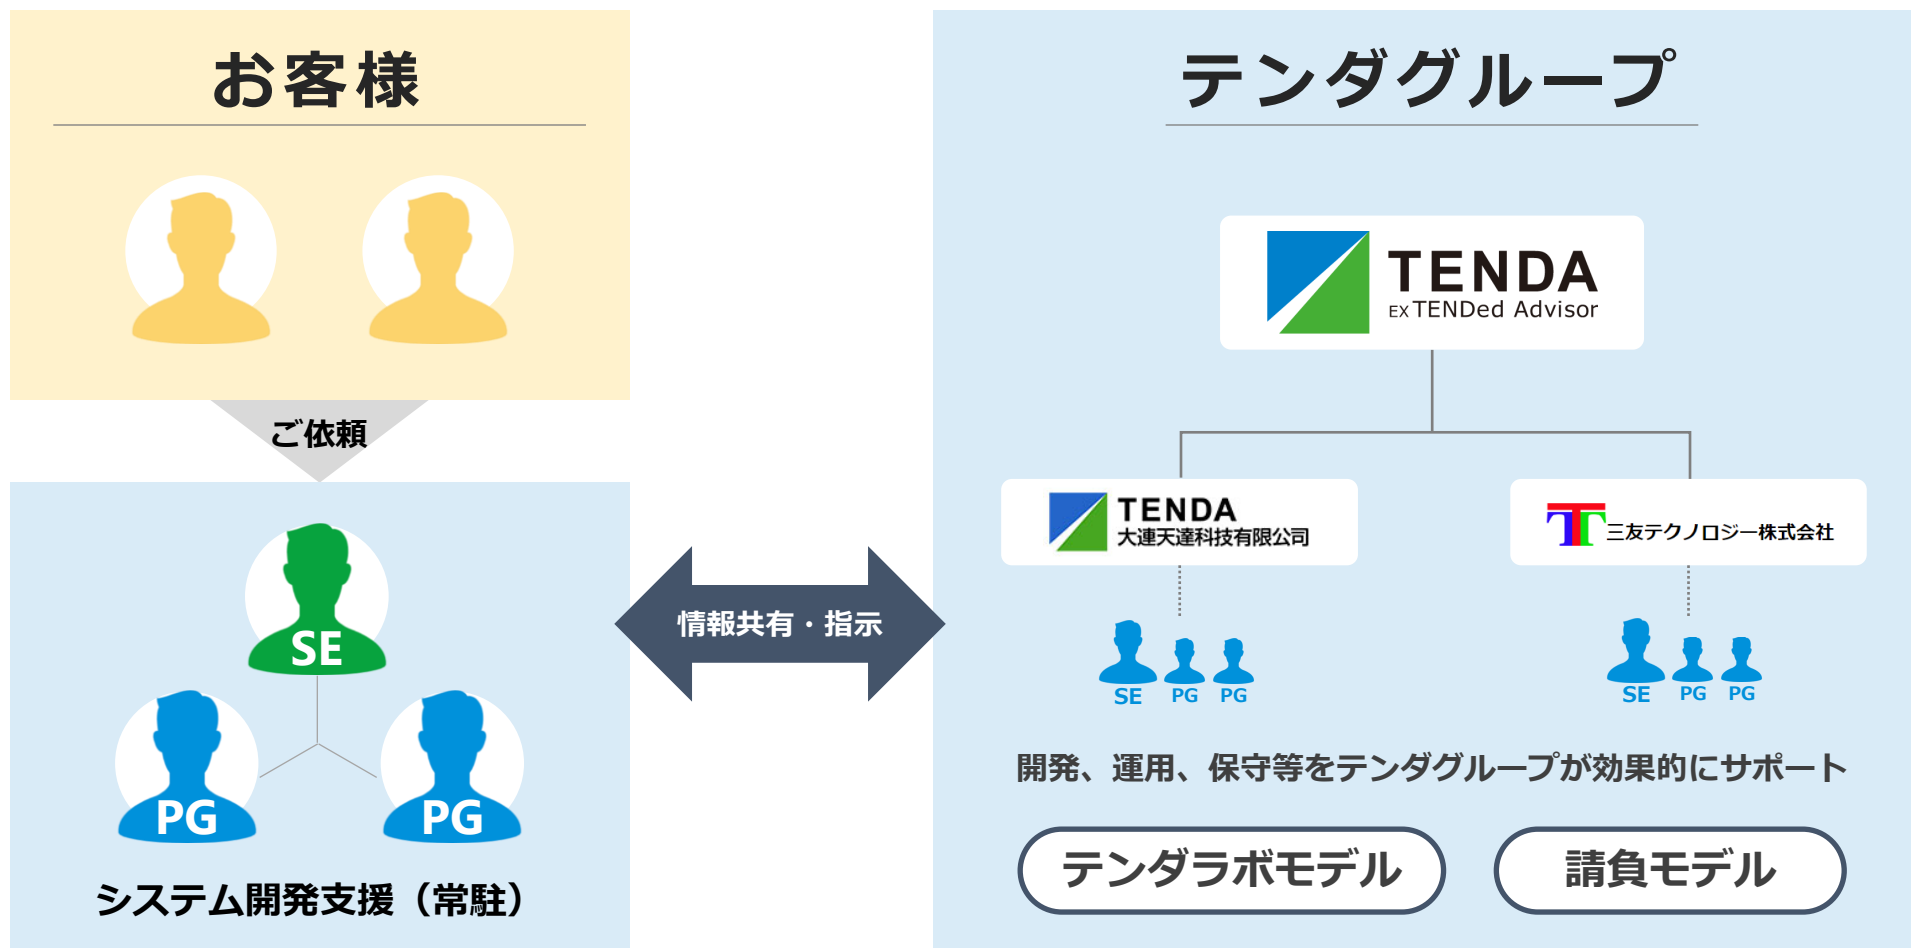 お客様
ご依頼
SE
PG
PG
システム開発支援（常駐）
情報共有・指示
テンダグループ
TENDA
EXTENDed Advisor
TENDA
大連天達科技有限公司
SE
PG
PG
TT三友テクノロジー株式会社
SE
PG
PG
開発、運用、保守等をテンダグループが効果的にサポート
テンダラボモデル
請負モデル